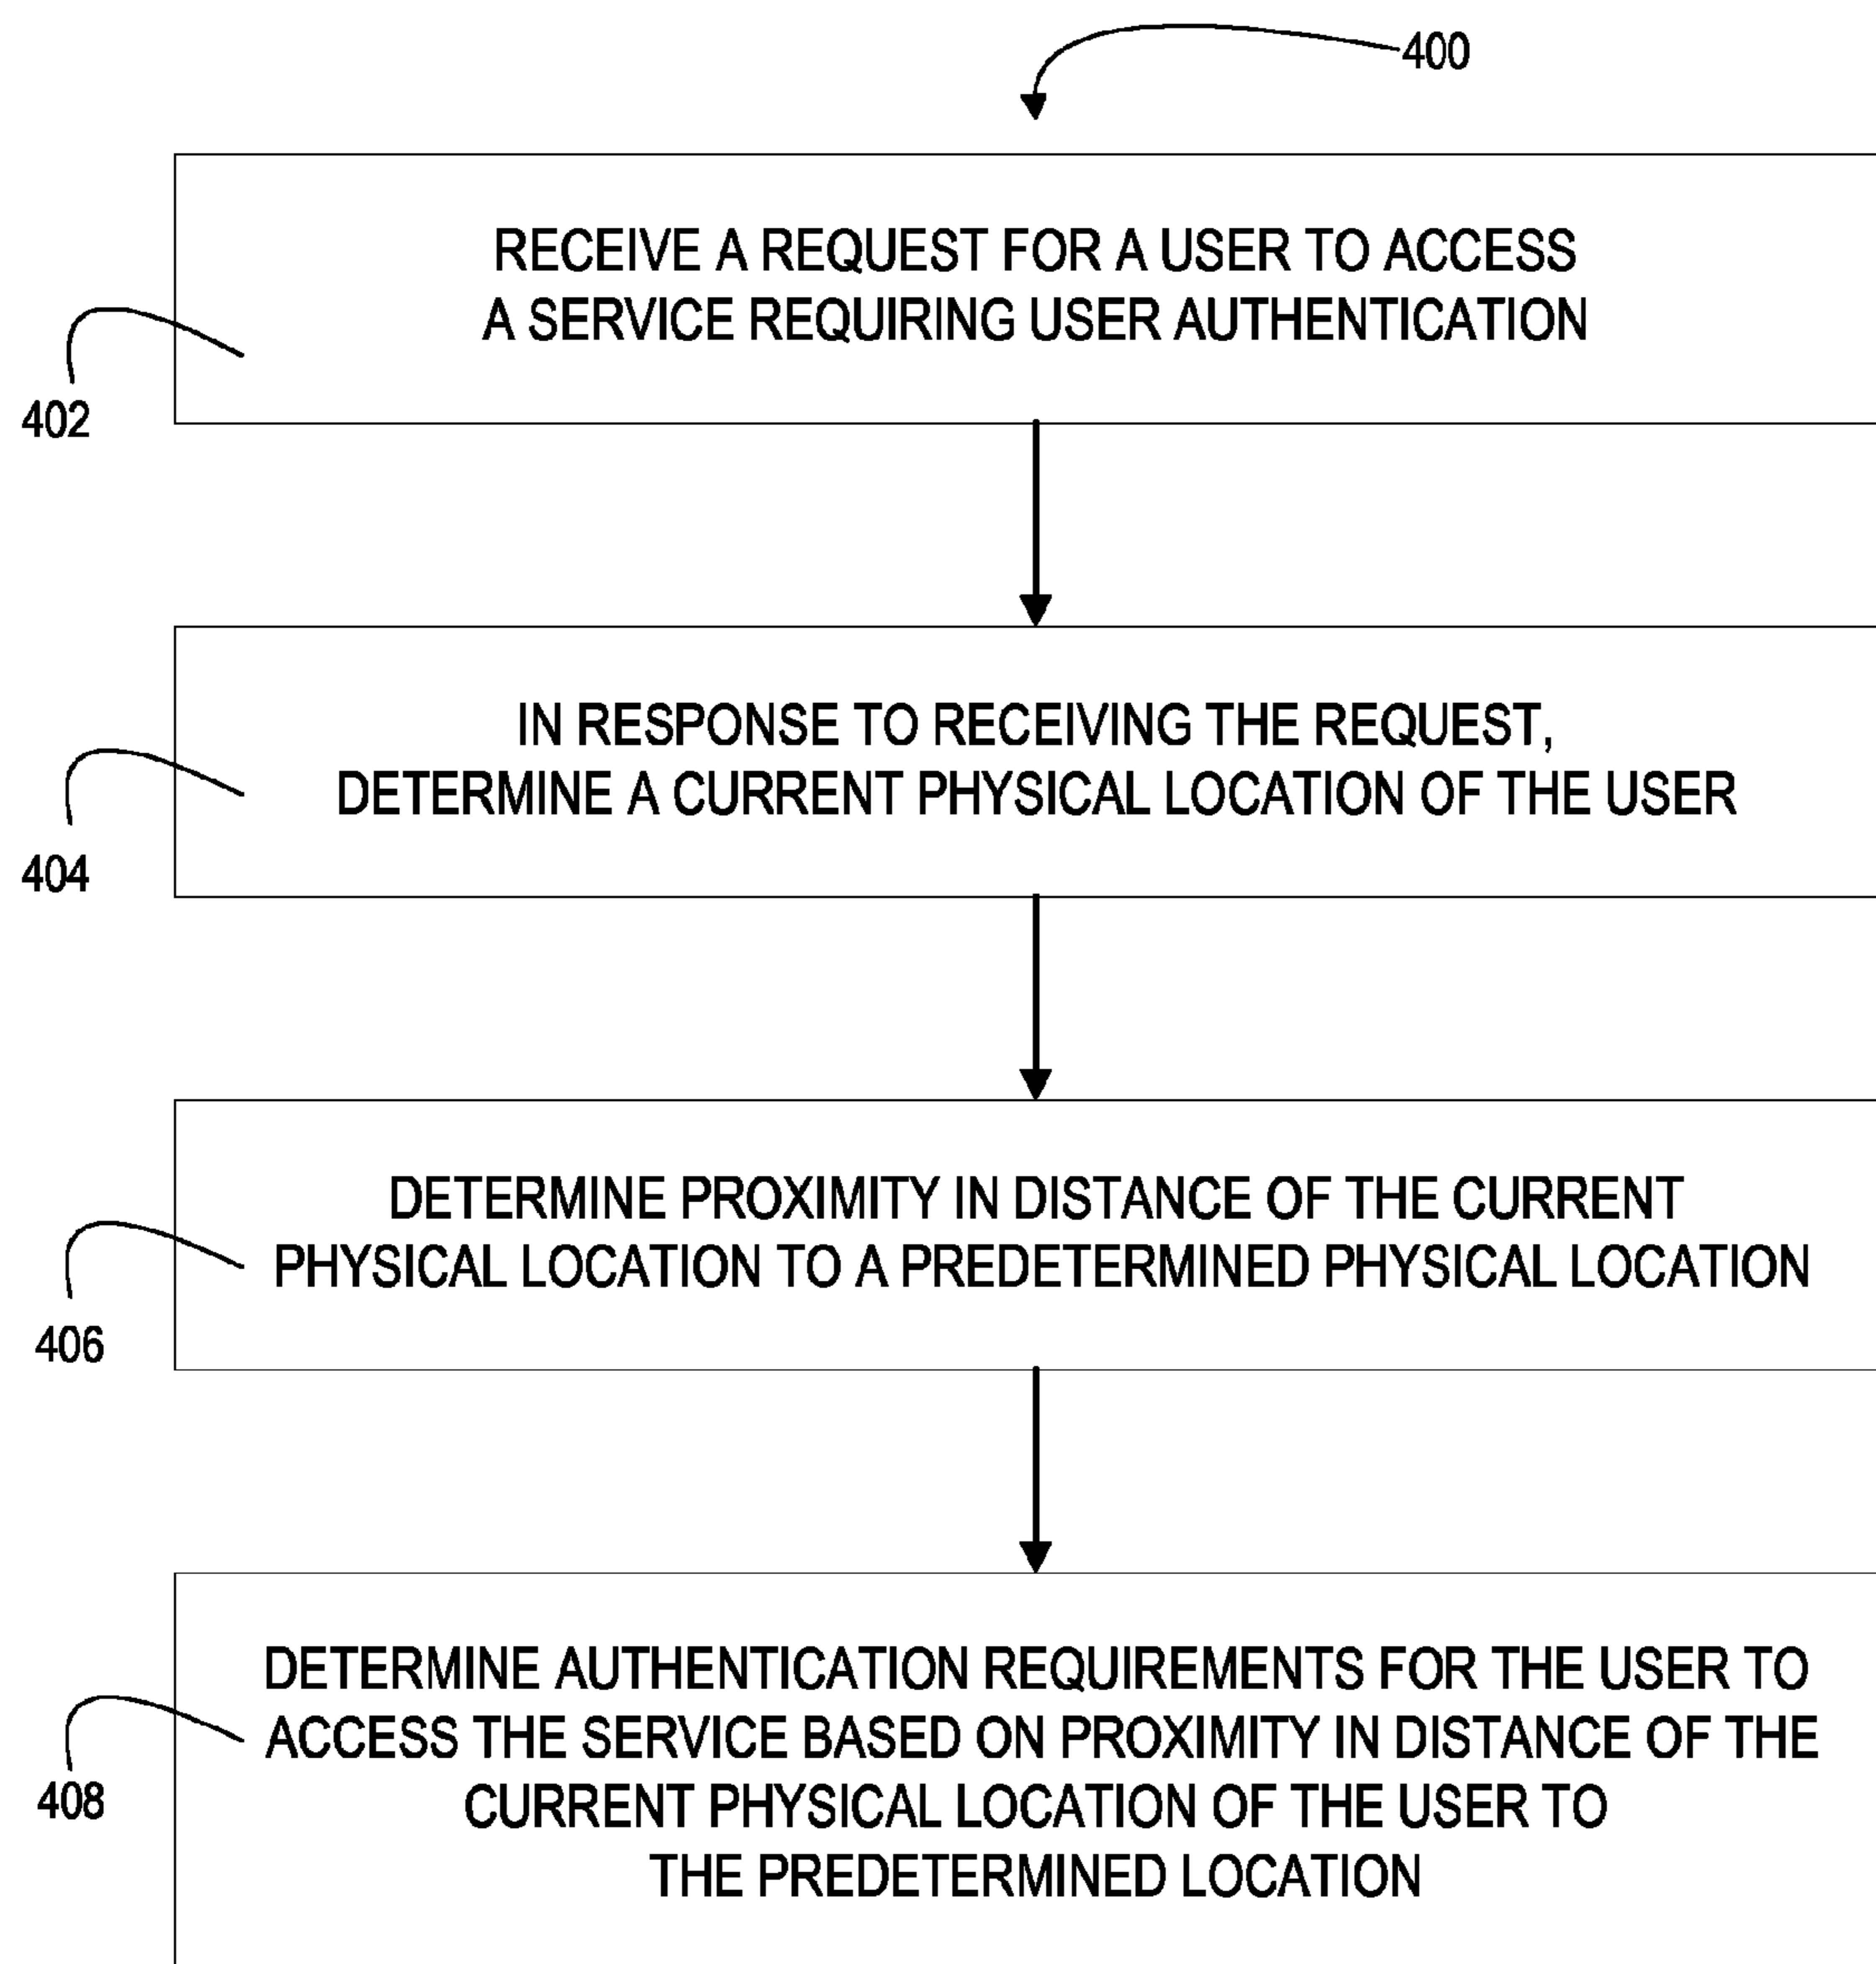 400
RECEIVE A REQUEST FOR A USER TO ACCESS
A SERVICE REQUIRING USER AUTHENTICATION
402
IN RESPONSE TO RECEIVING THE REQUEST,
DETERMINE A CURRENT PHYSICAL LOCATION OF THE USER
404
DETERMINE PROXIMITY IN DISTANCE OF THE CURRENT
PHYSICAL LOCATION TO A PREDETERMINED PHYSICAL LOCATION
406
DETERMINE AUTHENTICATION REQUIREMENTS FOR THE USER TO
ACCESS THE SERVICE BASED ON PROXIMITY IN DISTANCE OF THE
CURRENT PHYSICAL LOCATION OF THE USER TO
THE PREDETERMINED LOCATION
408